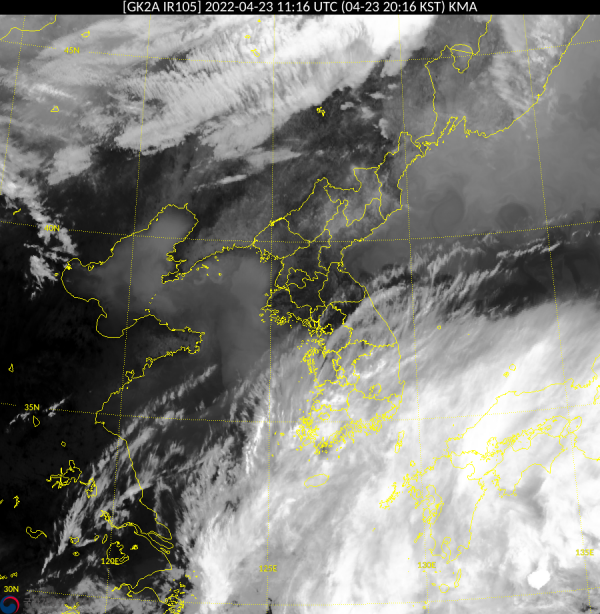 [GK2A IR105] 2022-04-23 11:16 UTC (04-23 20:16 KST) KMA
45N
40N
35N
120E
125E
130E
135E
30N